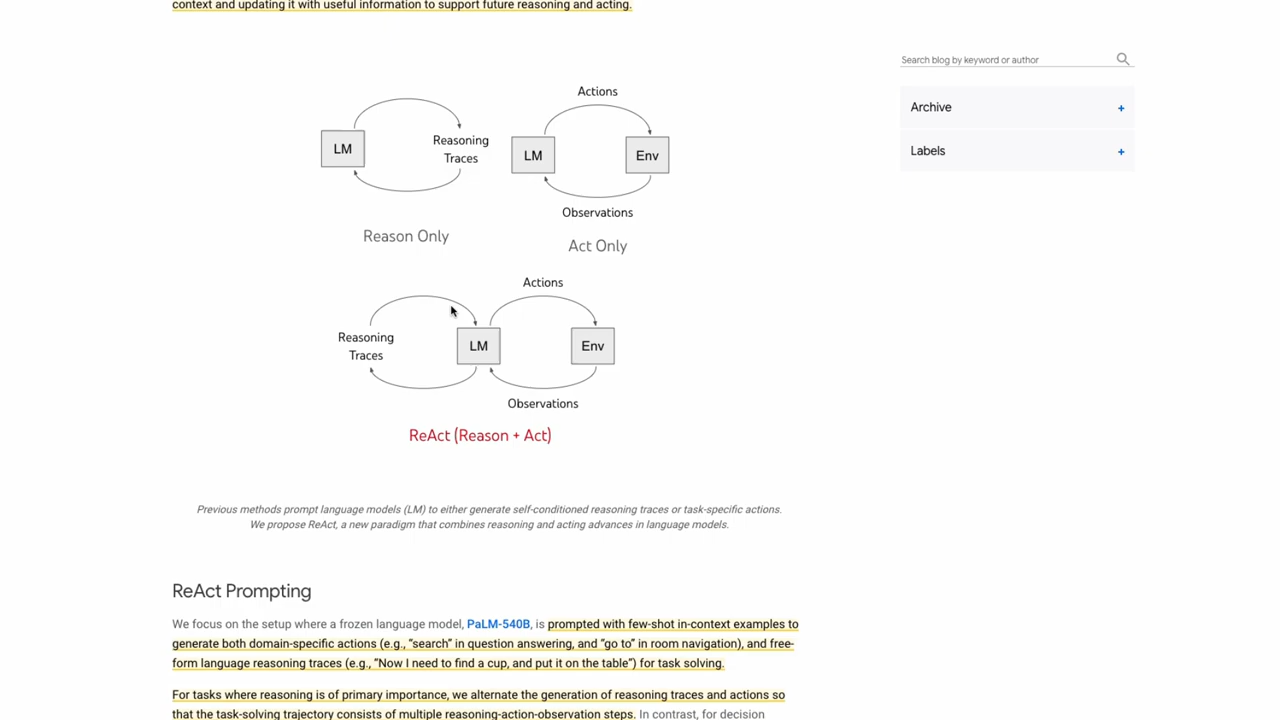 context and updating it with useful information to support future reasoning and acting.
Search blog by keyword or author
Archive +
Labels +
Actions
LM
Reasoning
Traces
LM
Env
Observations
Reason Only
Act Only
Actions
Reasoning
Traces
LM
Env
Observations
ReAct (Reason + Act)
Previous methods prompt language models (LM) to either generate self-conditioned reasoning traces or task-specific actions.
We propose ReAct, a new paradigm that combines reasoning and acting advances in language models.
ReAct Prompting
We focus on the setup where a frozen language model, PaLM-540B, is prompted with few-shot in-context examples to
generate both domain-specific actions (e.g., “search” in question answering, and “go to” in room navigation), and free-
form language reasoning traces (e.g., “Now I need to find a cup, and put it on the table”) for task solving.
For tasks where reasoning is of primary importance, we alternate the generation of reasoning traces and actions so
that the task-solving trajectory consists of multiple reasoning-action-observation steps. In contrast, for decision